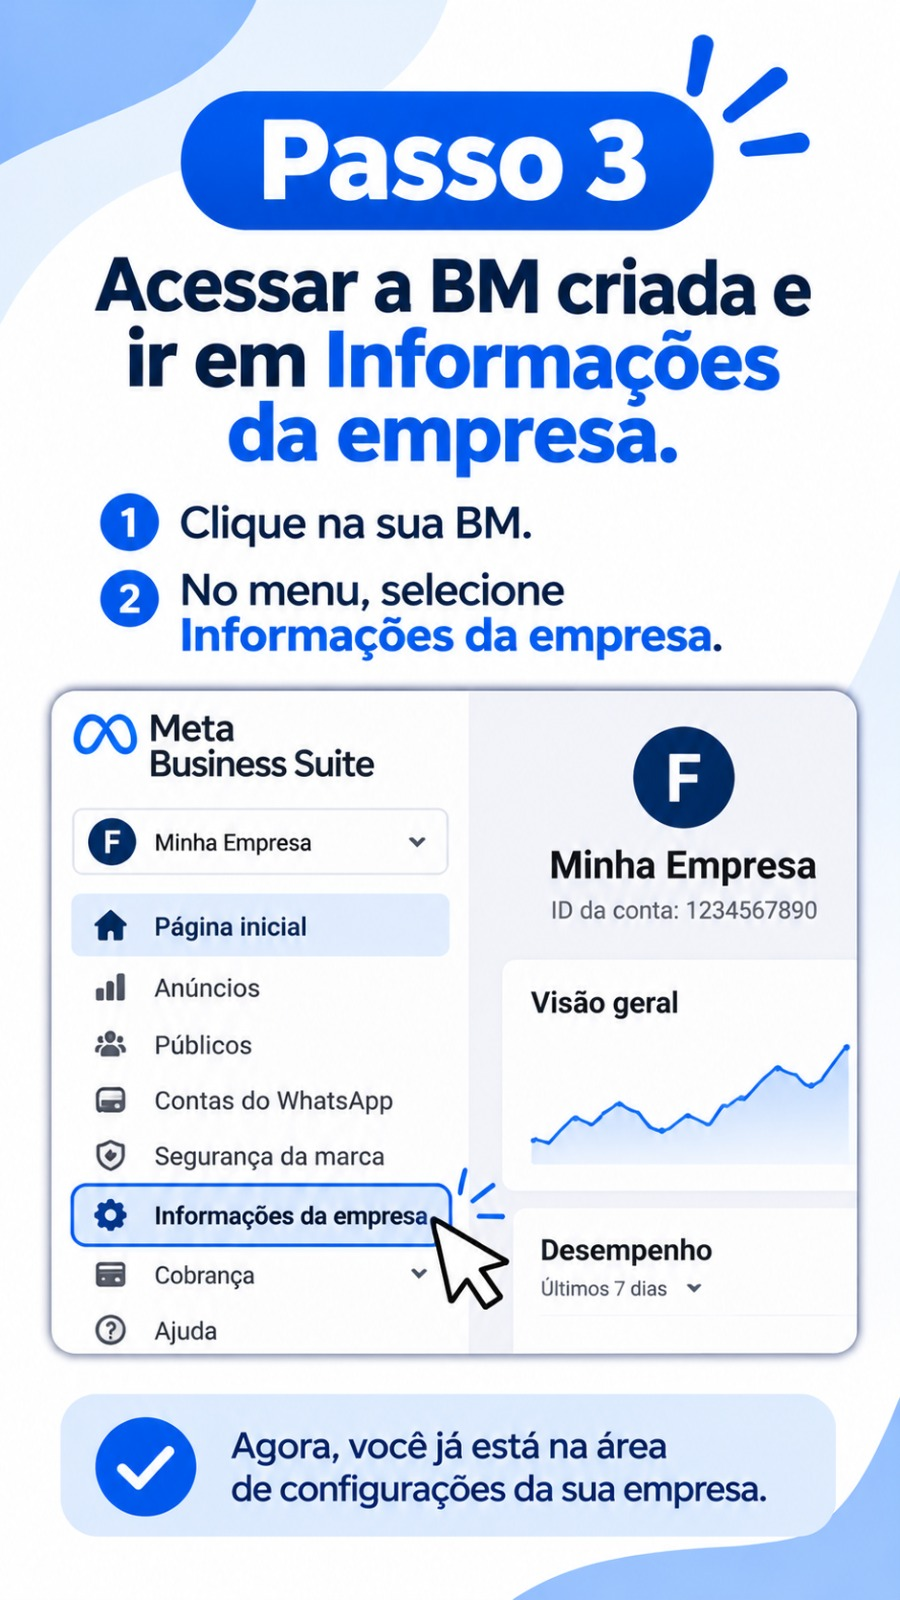 Passo 3
Acessar a BM criada e
ir em Informações
da empresa.
1 Clique na sua BM.
2 No menu, selecione
Informações da empresa.
Meta
Business Suite
F Minha Empresa
Página inicial
Anúncios
Públicos
Contas do WhatsApp
Segurança da marca
Informações da empresa
Cobrança
? Ajuda
F
Minha Empresa
ID da conta: 1234567890
Visão geral
Desempenho
Últimos 7 dias
Agora, você já está na área
de configurações da sua empresa.